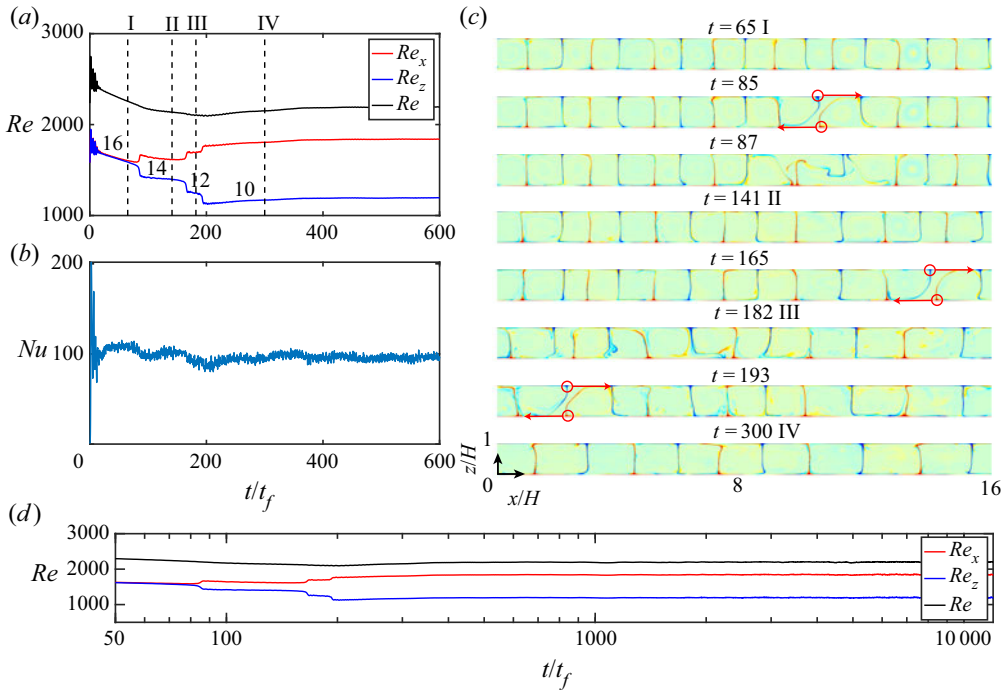 (a)
I II III IV
3000
2000
1000
Re
Re_x
Re_z
Re
16
14
12
10
0 200 400 600
(b)
200
100
0
Nu
0 200 400 600
t/t_f
(c)
t = 65 I
t = 85
t = 87
t = 141 II
t = 165
t = 182 III
t = 193
t = 300 IV
1
z/H
0
x/H
8
16
(d)
3000
2000
1000
Re
Re_x
Re_z
Re
50 100 1000 10 000
t/t_f